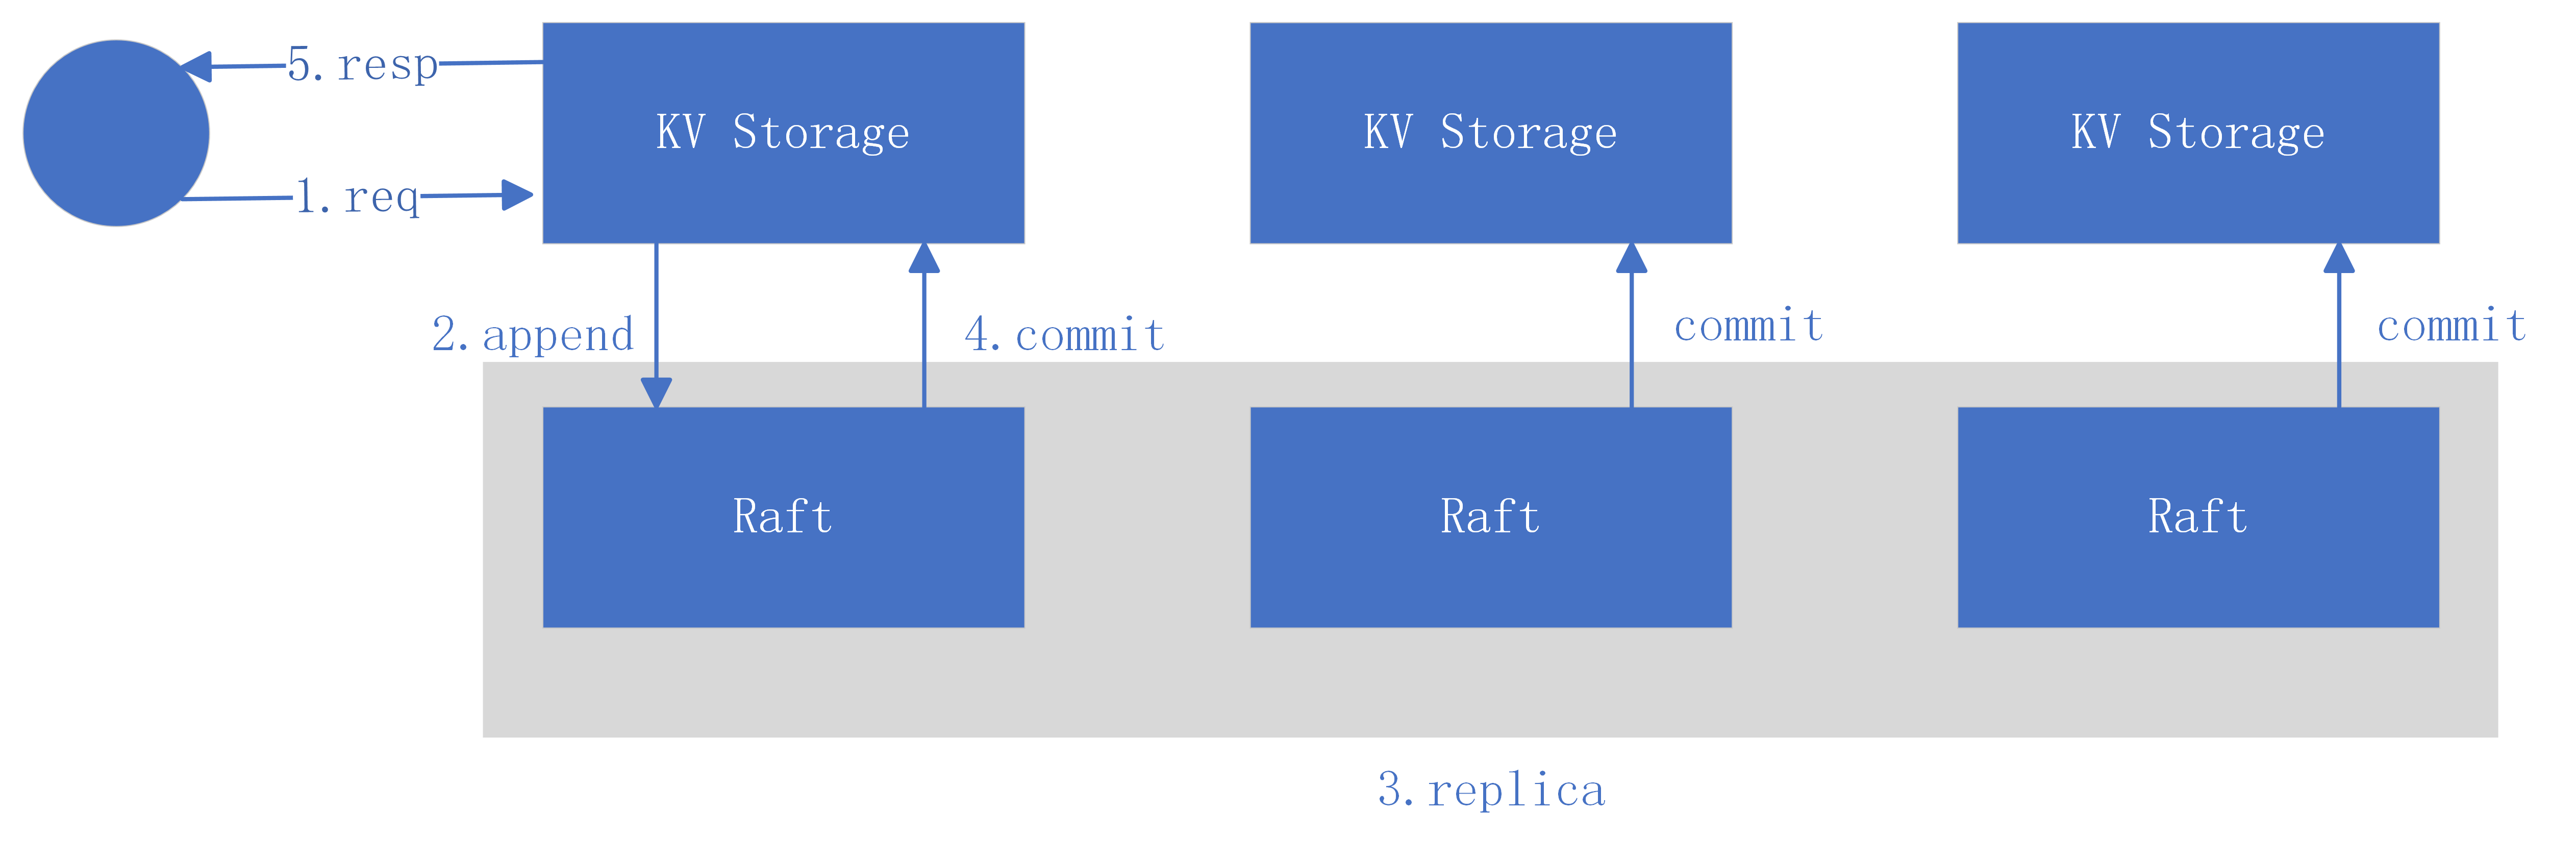 5.resp
KV Storage
KV Storage
KV Storage
1.req
2.append
4.commit
commit
commit
Raft
Raft
Raft
3.replica